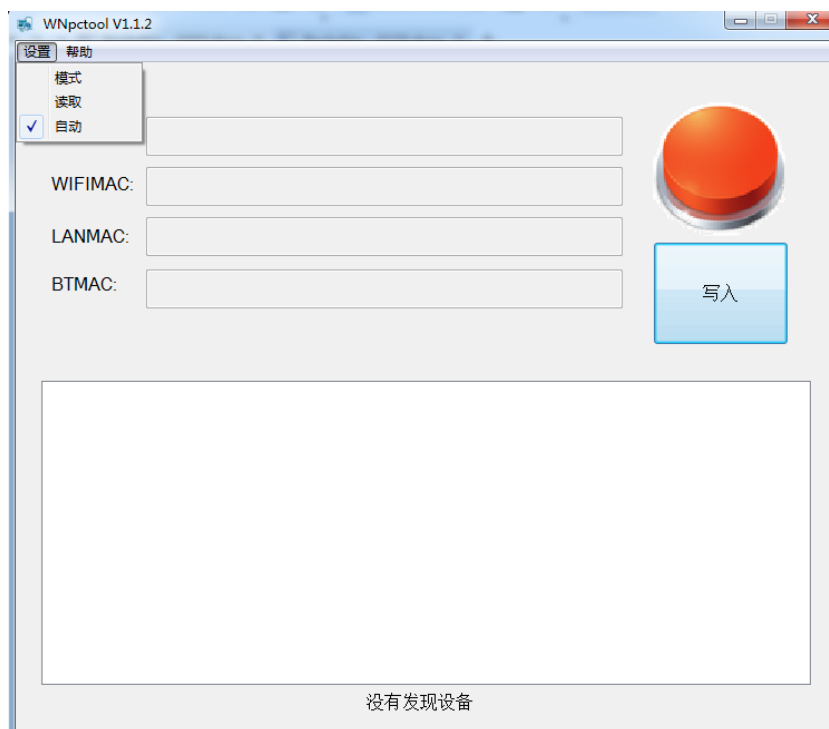 WNpctool V1.1.2
设置 帮助
模式
读取
自动
WIFIMAC:
LANMAC:
BTMAC:
写入
没有发现设备